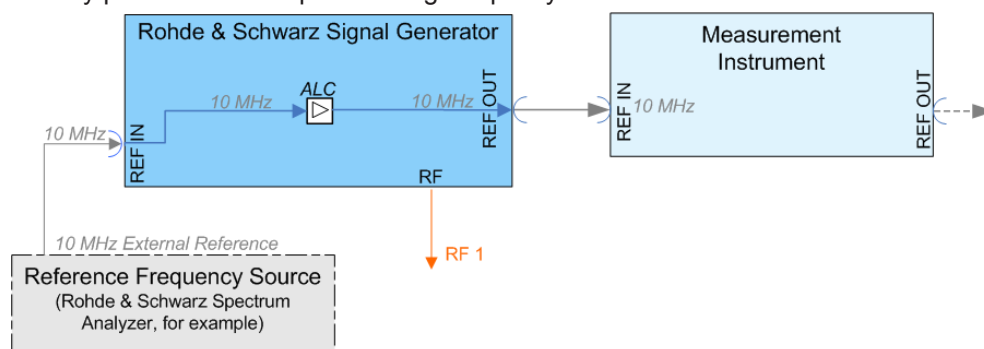 Rohde & Schwarz Signal Generator
Measurement
Instrument
ALC
10 MHz
10 MHz
10 MHz
10 MHz
REF IN
REF OUT
REF IN
REF OUT
RF
RF 1
10 MHz External Reference
Reference Frequency Source
(Rohde & Schwarz Spectrum
Analyzer, for example)